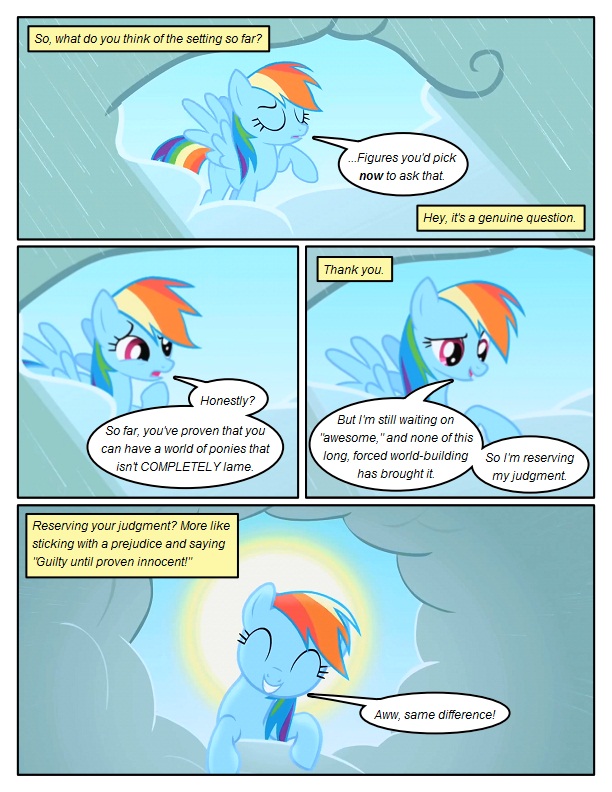 So, what do you think of the setting so far?
...Figures you'd pick
now to ask that.
Hey, it's a genuine question.
Honestly?
So far, you've proven that you
can have a world of ponies that
isn't COMPLETELY lame.
Thank you.
But I'm still waiting on
"awesome," and none of this
long, forced world-building
has brought it.
So I'm reserving
my judgment.
Reserving your judgment? More like
sticking with a prejudice and saying
"Guilty until proven innocent!"
Aww, same difference!